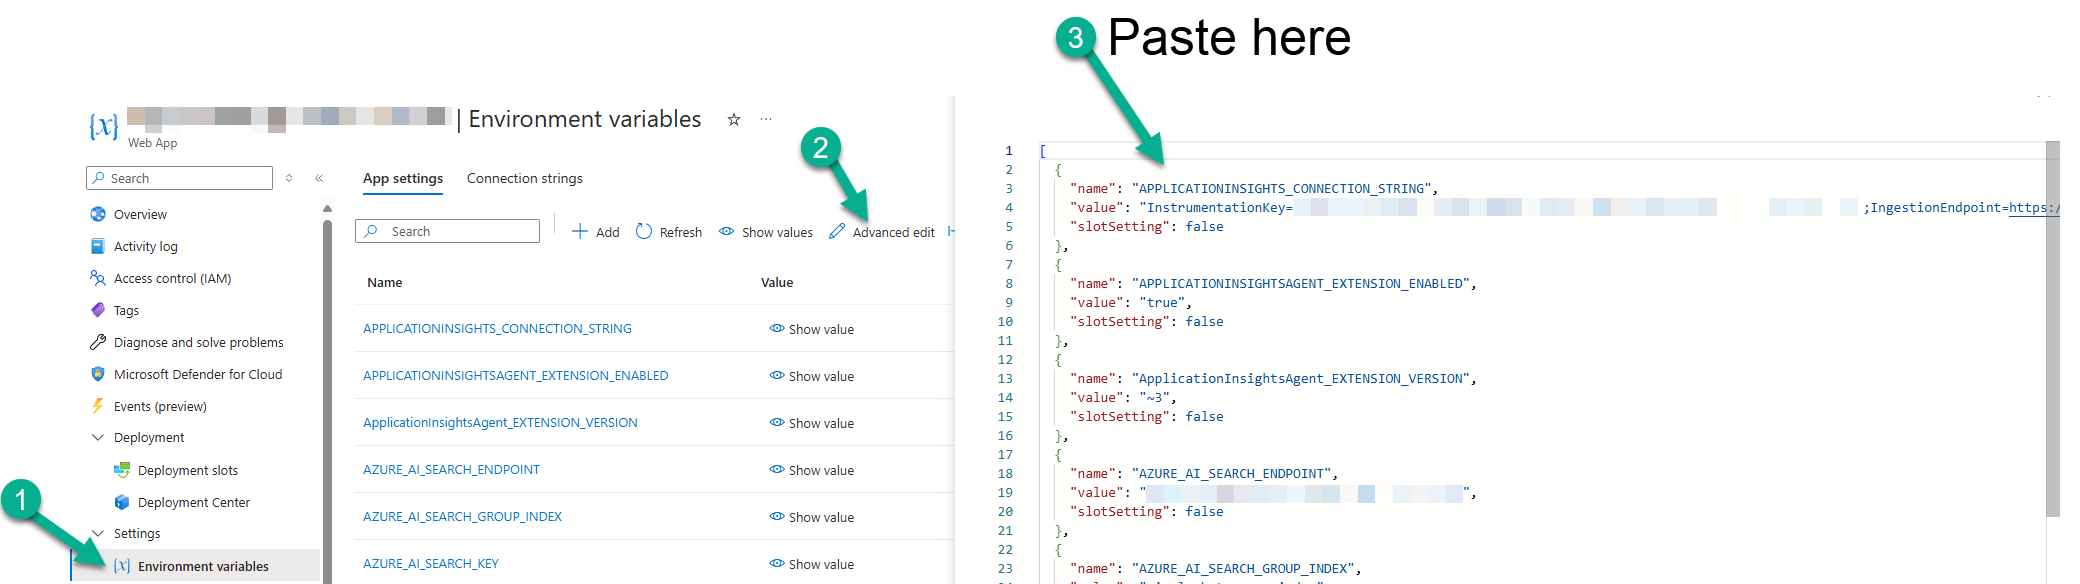 3 Paste here
| Environment variables
Web App
2
Search
App settings
Connection strings
Search
Add
Refresh
Show values
Advanced edit
Overview
Activity log
Access control (IAM)
Tags
Diagnose and solve problems
Microsoft Defender for Cloud
Events (preview)
Deployment
Deployment slots
Deployment Center
Settings
1
Environment variables
Name
Value
APPLICATIONINSIGHTS_CONNECTION_STRING
Show value
APPLICATIONINSIGHTSAGENT_EXTENSION_ENABLED
Show value
ApplicationInsightsAgent_EXTENSION_VERSION
Show value
AZURE_AI_SEARCH_ENDPOINT
Show value
AZURE_AI_SEARCH_GROUP_INDEX
Show value
AZURE_AI_SEARCH_KEY
Show value
1 [
2 {
3 "name": "APPLICATIONINSIGHTS_CONNECTION_STRING",
4 "value": "InstrumentationKey= ;IngestionEndpoint=https:/
5 "slotSetting": false
6 },
7 {
8 "name": "APPLICATIONINSIGHTSAGENT_EXTENSION_ENABLED",
9 "value": "true",
10 "slotSetting": false
11 },
12 {
13 "name": "ApplicationInsightsAgent_EXTENSION_VERSION",
14 "value": "~3",
15 "slotSetting": false
16 },
17 {
18 "name": "AZURE_AI_SEARCH_ENDPOINT",
19 "value": " ",
20 "slotSetting": false
21 },
22 {
23 "name": "AZURE_AI_SEARCH_GROUP_INDEX",